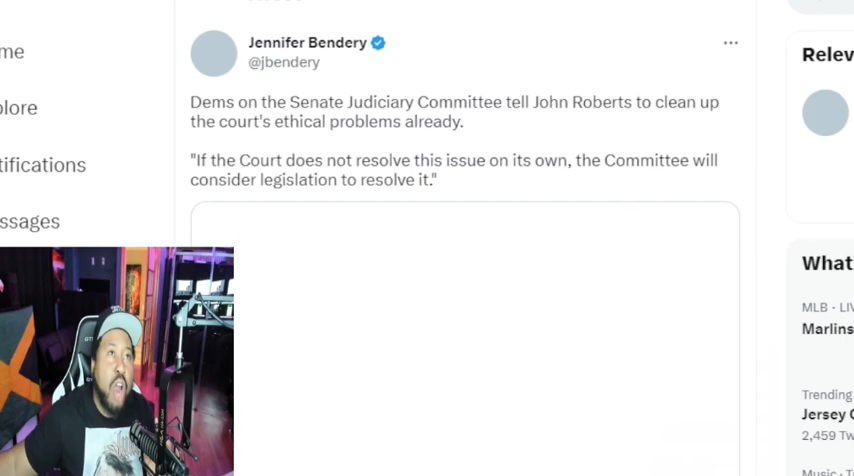 me
Jennifer Bendery
@jbendery
plore
tifications
ssages
Dems on the Senate Judiciary Committee tell John Roberts to clean up
the court's ethical problems already.
"If the Court does not resolve this issue on its own, the Committee will
consider legislation to resolve it."
Relev
What
MLB · LIV
Marlins
Trending
Jersey
2,459 Tw
Music · T